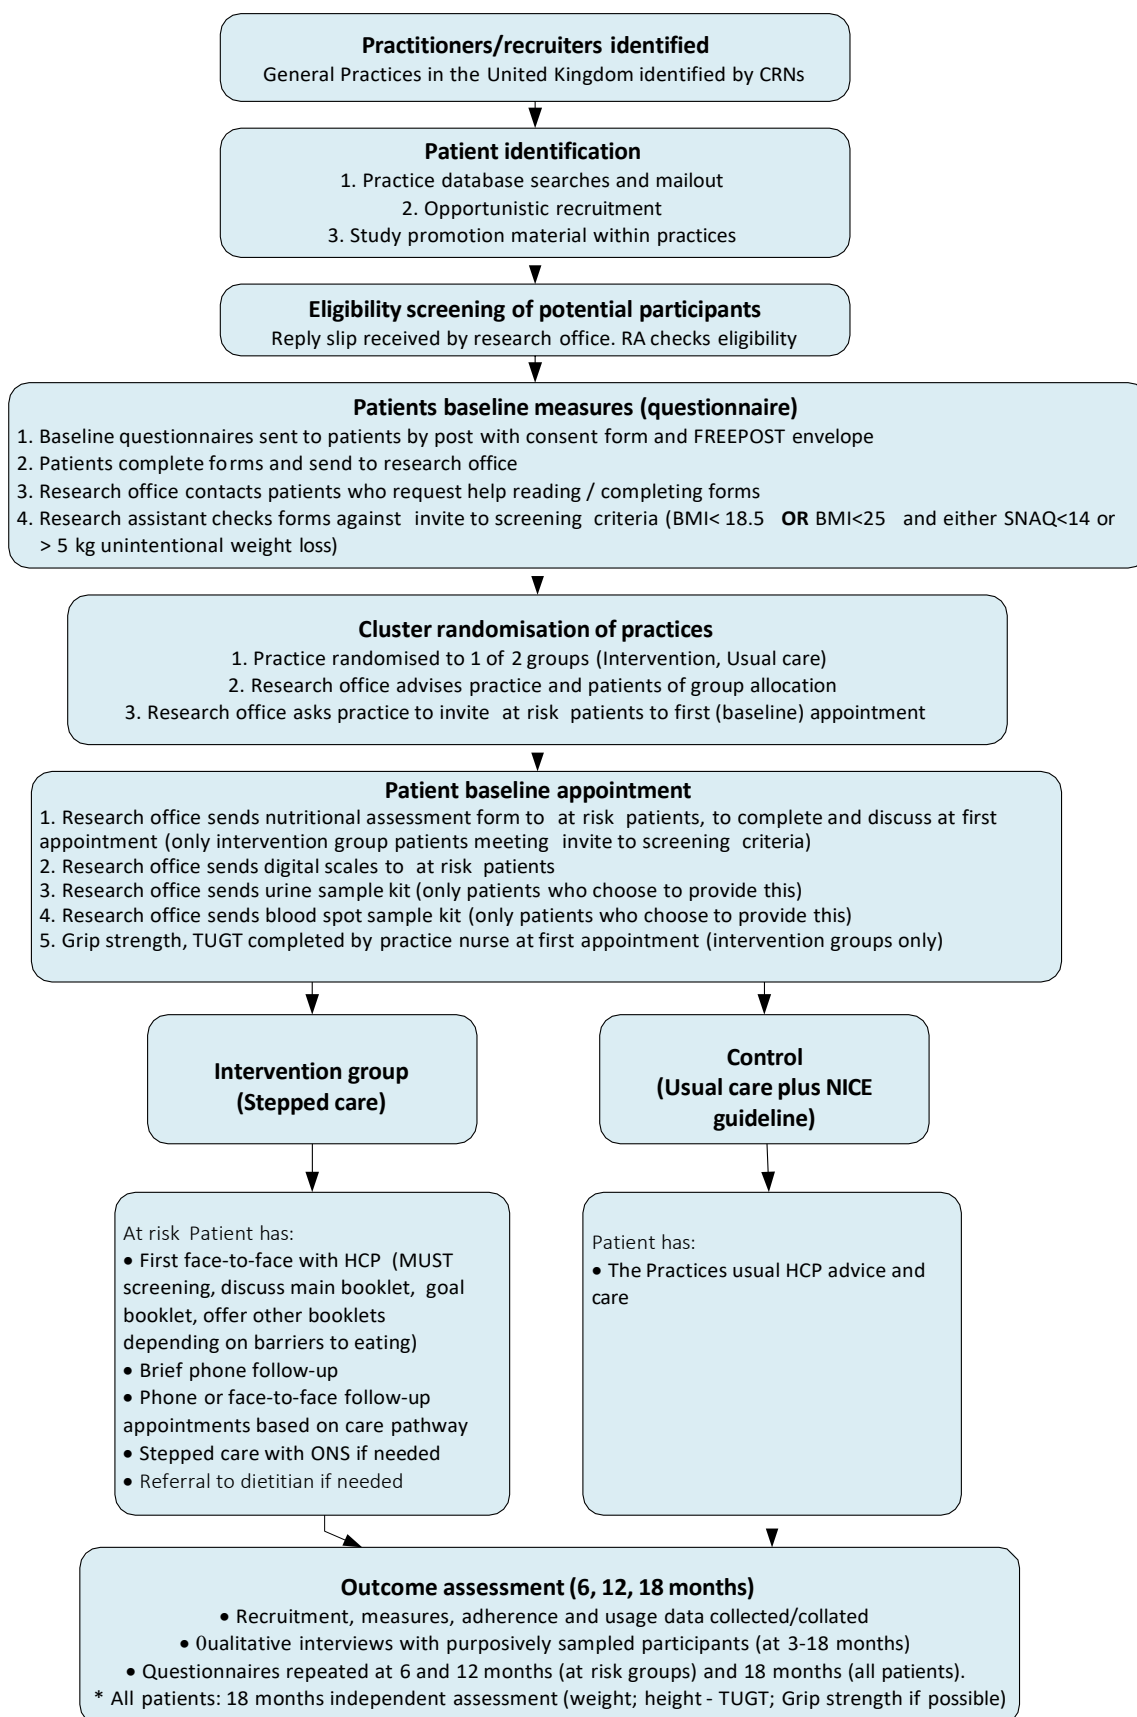 Practitioners/recruiters identified
General Practices in the United Kingdom identified by CRNs
Patient identification
1. Practice database searches and mailout
2. Opportunistic recruitment
3. Study promotion material within practices
Eligibility screening of potential participants
Reply slip received by research office. RA checks eligibility
Patients baseline measures (questionnaire)
1. Baseline questionnaires sent to patients by post with consent form and FREEPOST envelope
2. Patients complete forms and send to research office
3. Research office contacts patients who request help reading / completing forms
4. Research assistant checks forms against invite to screening criteria (BMI< 18.5 OR BMI<25 and either SNAQ<14 or
> 5 kg unintentional weight loss)
Cluster randomisation of practices
1. Practice randomised to 1 of 2 groups (Intervention, Usual care)
2. Research office advises practice and patients of group allocation
3. Research office asks practice to invite at risk patients to first (baseline) appointment
Patient baseline appointment
1. Research office sends nutritional assessment form to at risk patients, to complete and discuss at first
appointment (only intervention group patients meeting invite to screening criteria)
2. Research office sends digital scales to at risk patients
3. Research office sends urine sample kit (only patients who choose to provide this)
4. Research office sends blood spot sample kit (only patients who choose to provide this)
5. Grip strength, TUGT completed by practice nurse at first appointment (intervention groups only)
Intervention group
(Stepped care)
Control
(Usual care plus NICE
guideline)
At risk Patient has:
• First face-to-face with HCP (MUST
screening, discuss main booklet, goal
booklet, offer other booklets
depending on barriers to eating)
• Brief phone follow-up
• Phone or face-to-face follow-up
appointments based on care pathway
• Stepped care with ONS if needed
• Referral to dietitian if needed
Patient has:
• The Practices usual HCP advice and
care
Outcome assessment (6, 12, 18 months)
• Recruitment, measures, adherence and usage data collected/collated
• Qualitative interviews with purposively sampled participants (at 3-18 months)
• Questionnaires repeated at 6 and 12 months (at risk groups) and 18 months (all patients).
* All patients: 18 months independent assessment (weight; height - TUGT; Grip strength if possible)